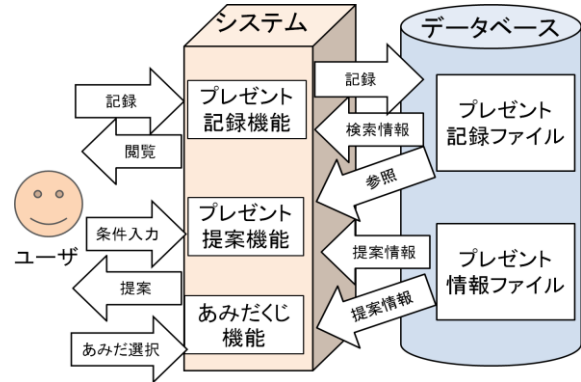 システム
データベース
記録
プレゼント
記録機能
閲覧
記録
検索情報
プレゼント
記録ファイル
参照
ユーザ
条件入力
プレゼント
提案機能
提案
提案情報
プレゼント
情報ファイル
提案情報
あみだくじ
機能
あみだ選択